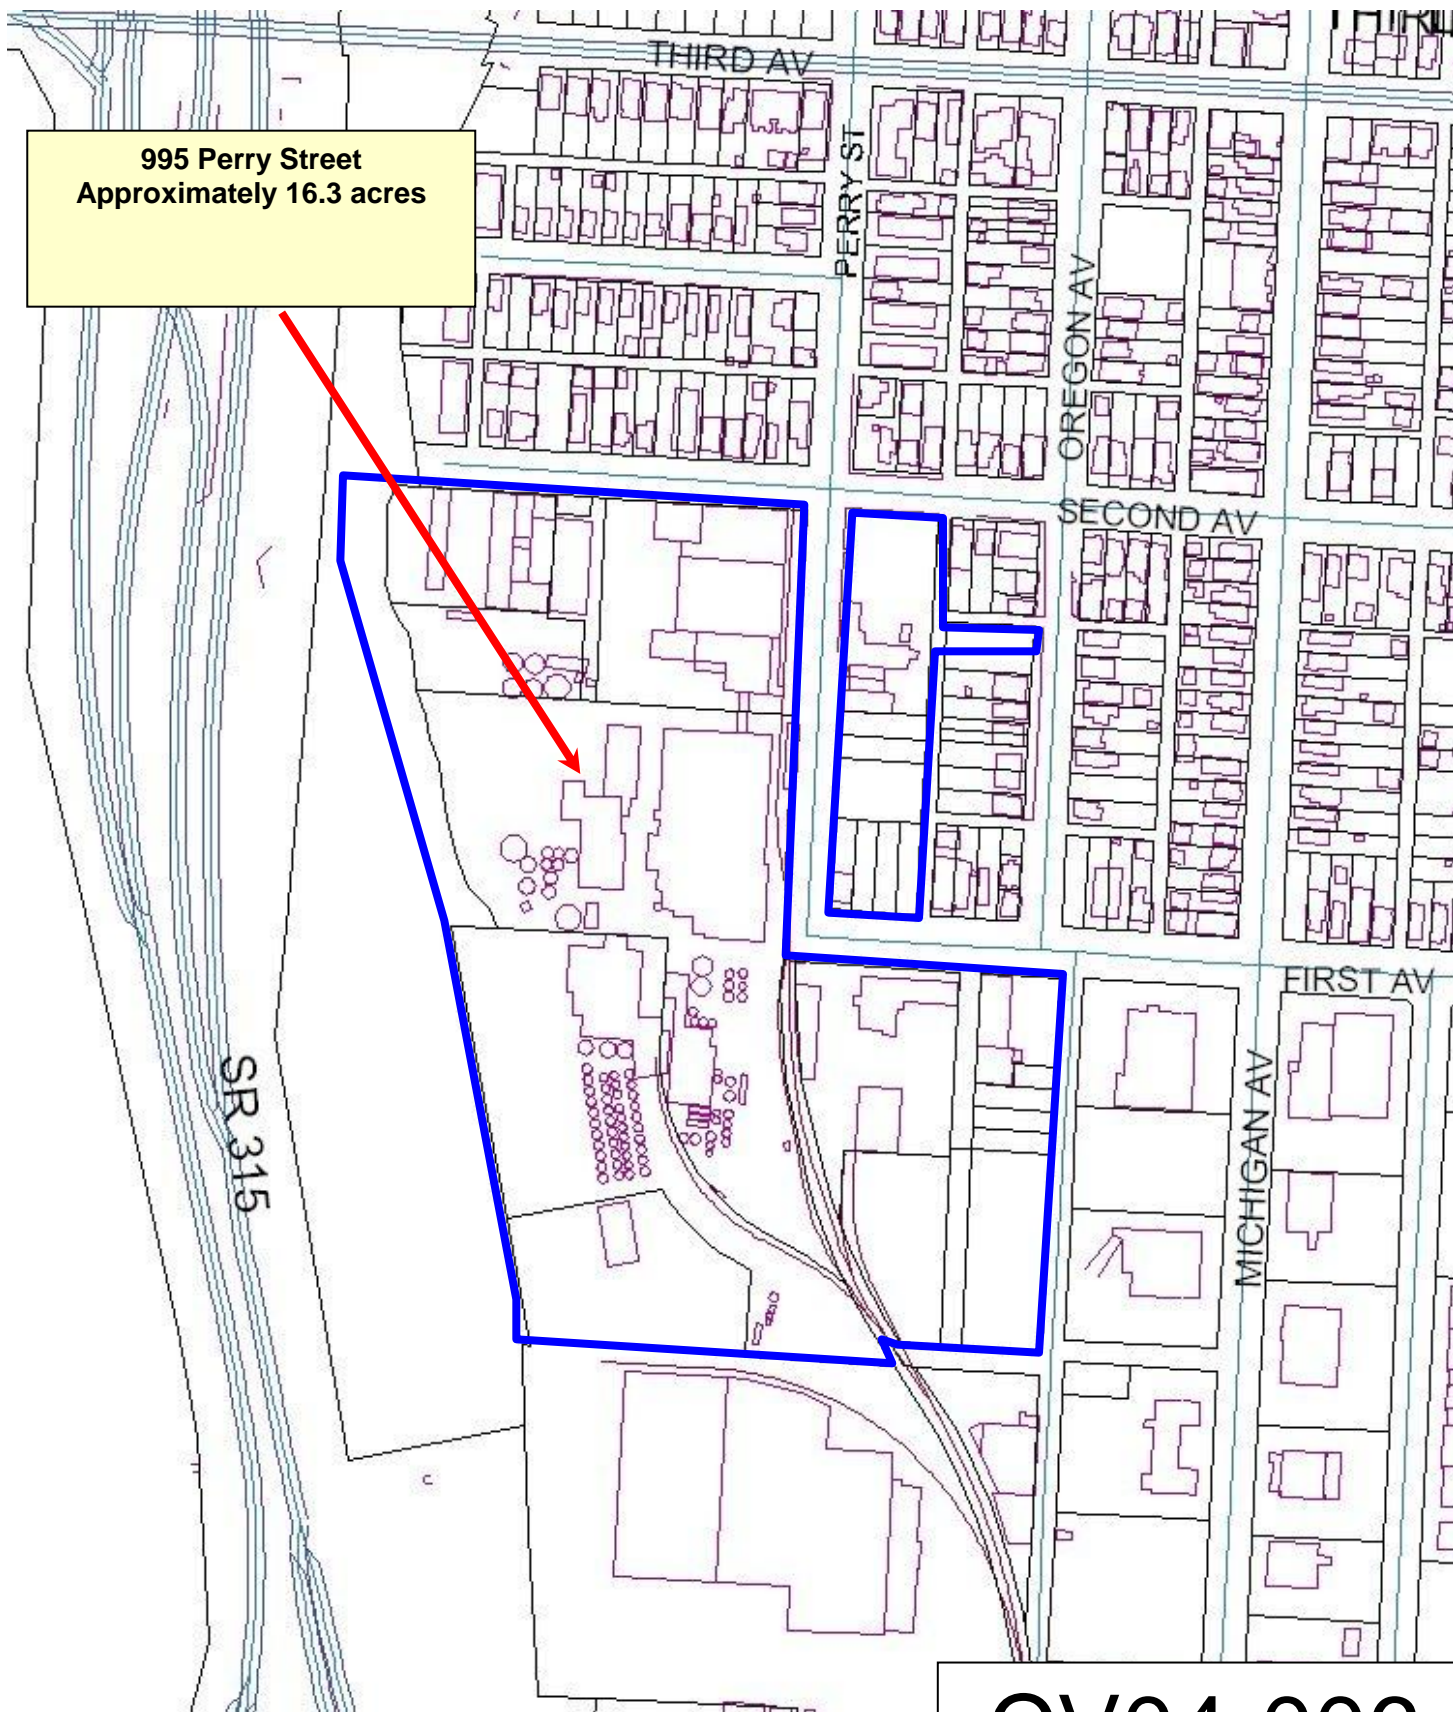 THIRD AV
995 Perry Street
Approximately 16.3 acres
PERRY ST
OREGON AV
SECOND AV
FIRST AV
SR 315
MICHIGAN AV